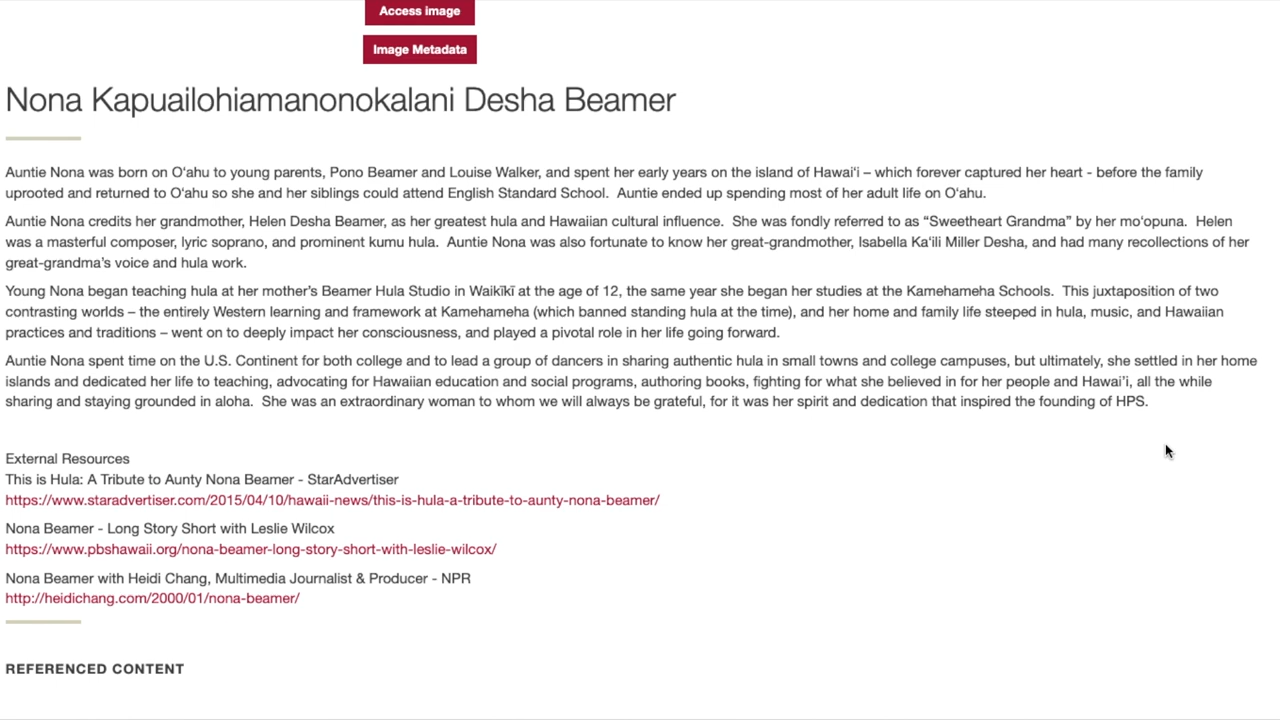 Access image
Image Metadata
Nona Kapuailohiamanonokalani Desha Beamer
Auntie Nona was born on Oʻahu to young parents, Pono Beamer and Louise Walker, and spent her early years on the island of Hawaiʻi – which forever captured her heart - before the family
uprooted and returned to Oʻahu so she and her siblings could attend English Standard School.  Auntie ended up spending most of her adult life on Oʻahu.
Auntie Nona credits her grandmother, Helen Desha Beamer, as her greatest hula and Hawaiian cultural influence.  She was fondly referred to as “Sweetheart Grandma” by her moʻopuna.  Helen
was a masterful composer, lyric soprano, and prominent kumu hula.  Auntie Nona was also fortunate to know her great-grandmother, Isabella Kaʻili Miller Desha, and had many recollections of her
great-grandma’s voice and hula work.
Young Nona began teaching hula at her mother’s Beamer Hula Studio in Waikīkī at the age of 12, the same year she began her studies at the Kamehameha Schools.  This juxtaposition of two
contrasting worlds – the entirely Western learning and framework at Kamehameha (which banned standing hula at the time), and her home and family life steeped in hula, music, and Hawaiian
practices and traditions – went on to deeply impact her consciousness, and played a pivotal role in her life going forward.
Auntie Nona spent time on the U.S. Continent for both college and to lead a group of dancers in sharing authentic hula in small towns and college campuses, but ultimately, she settled in her home
islands and dedicated her life to teaching, advocating for Hawaiian education and social programs, authoring books, fighting for what she believed in for her people and Hawai’i, all the while
sharing and staying grounded in aloha.  She was an extraordinary woman to whom we will always be grateful, for it was her spirit and dedication that inspired the founding of HPS.
External Resources
This is Hula: A Tribute to Aunty Nona Beamer - StarAdvertiser
https://www.staradvertiser.com/2015/04/10/hawaii-news/this-is-hula-a-tribute-to-aunty-nona-beamer/
Nona Beamer - Long Story Short with Leslie Wilcox
https://www.pbshawaii.org/nona-beamer-long-story-short-with-leslie-wilcox/
Nona Beamer with Heidi Chang, Multimedia Journalist & Producer - NPR
http://heidichang.com/2000/01/nona-beamer/
REFERENCED CONTENT